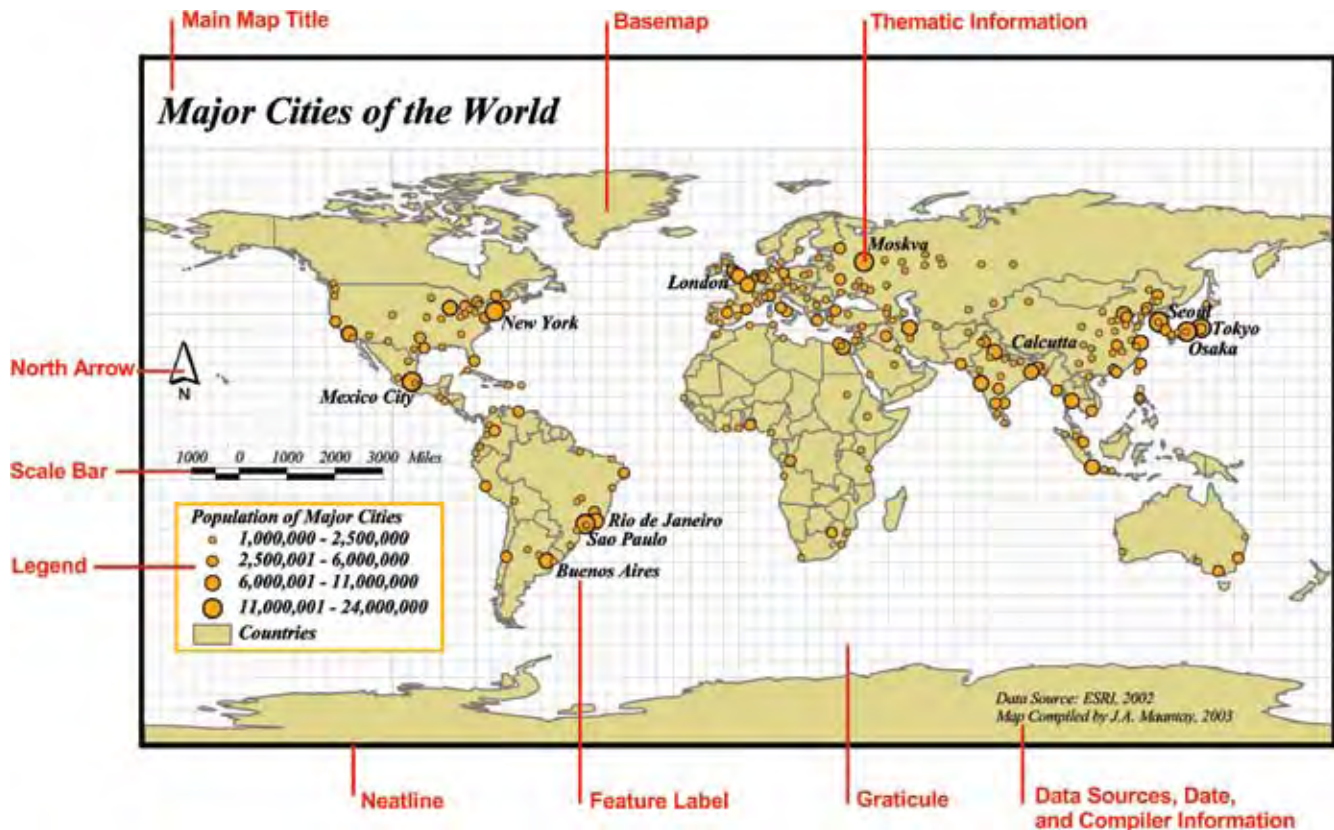 Main Map Title
Basemap
Thematic Information
Major Cities of the World
Moskva
London
New York
Seoul
Tokyo
Calcutta
Osaka
North Arrow
N
Mexico City
Scale Bar
1000 0 1000 2000 3000 Miles
Population of Major Cities
1,000,000 - 2,500,000
2,500,001 - 6,000,000
6,000,001 - 11,000,000
11,000,001 - 24,000,000
Countries
Legend
Rio de Janeiro
Sao Paulo
Buenos Aires
Data Source: ESRI, 2002
Map Compiled by J.A. Maantay, 2003
Neatline
Feature Label
Graticule
Data Sources, Date,
and Compiler Information